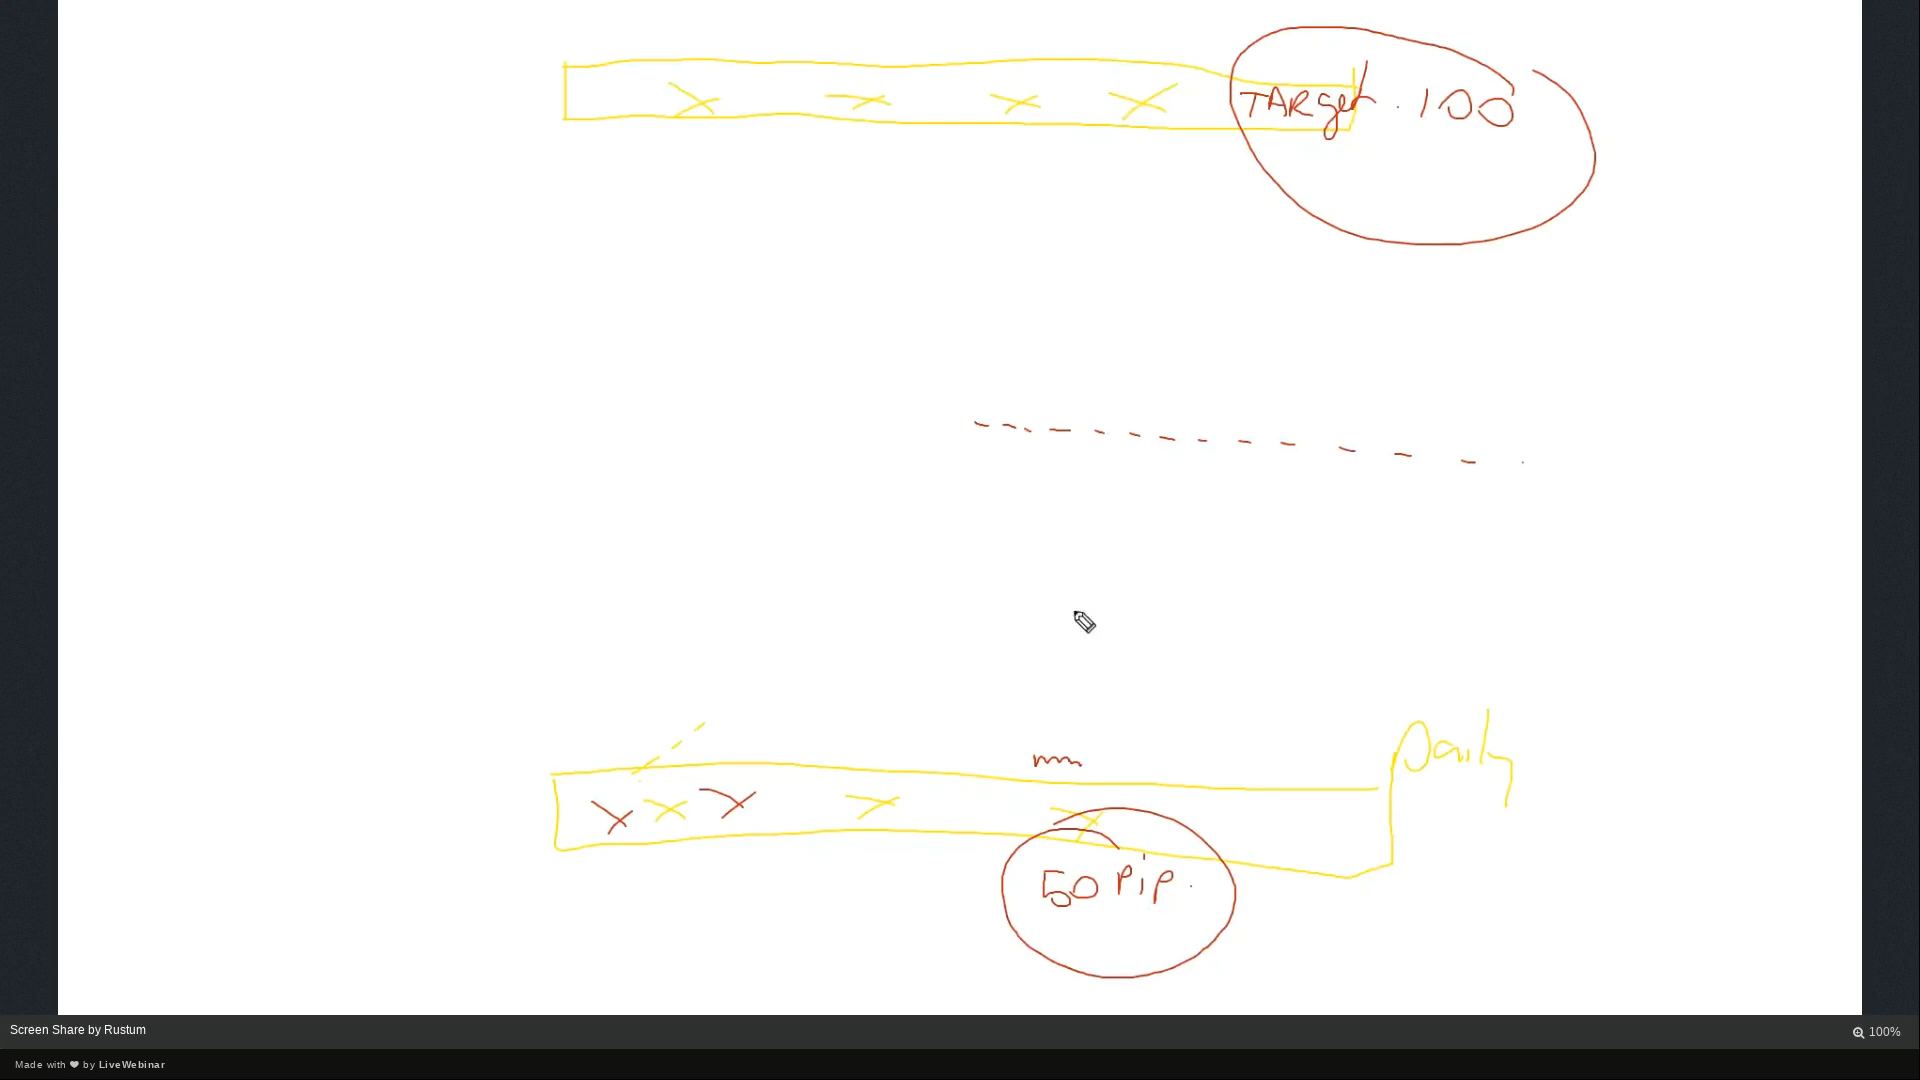 TARget. 100
Daily
50 PiP.
Screen Share by Rustum
100%
Made with ❤ by LiveWebinar